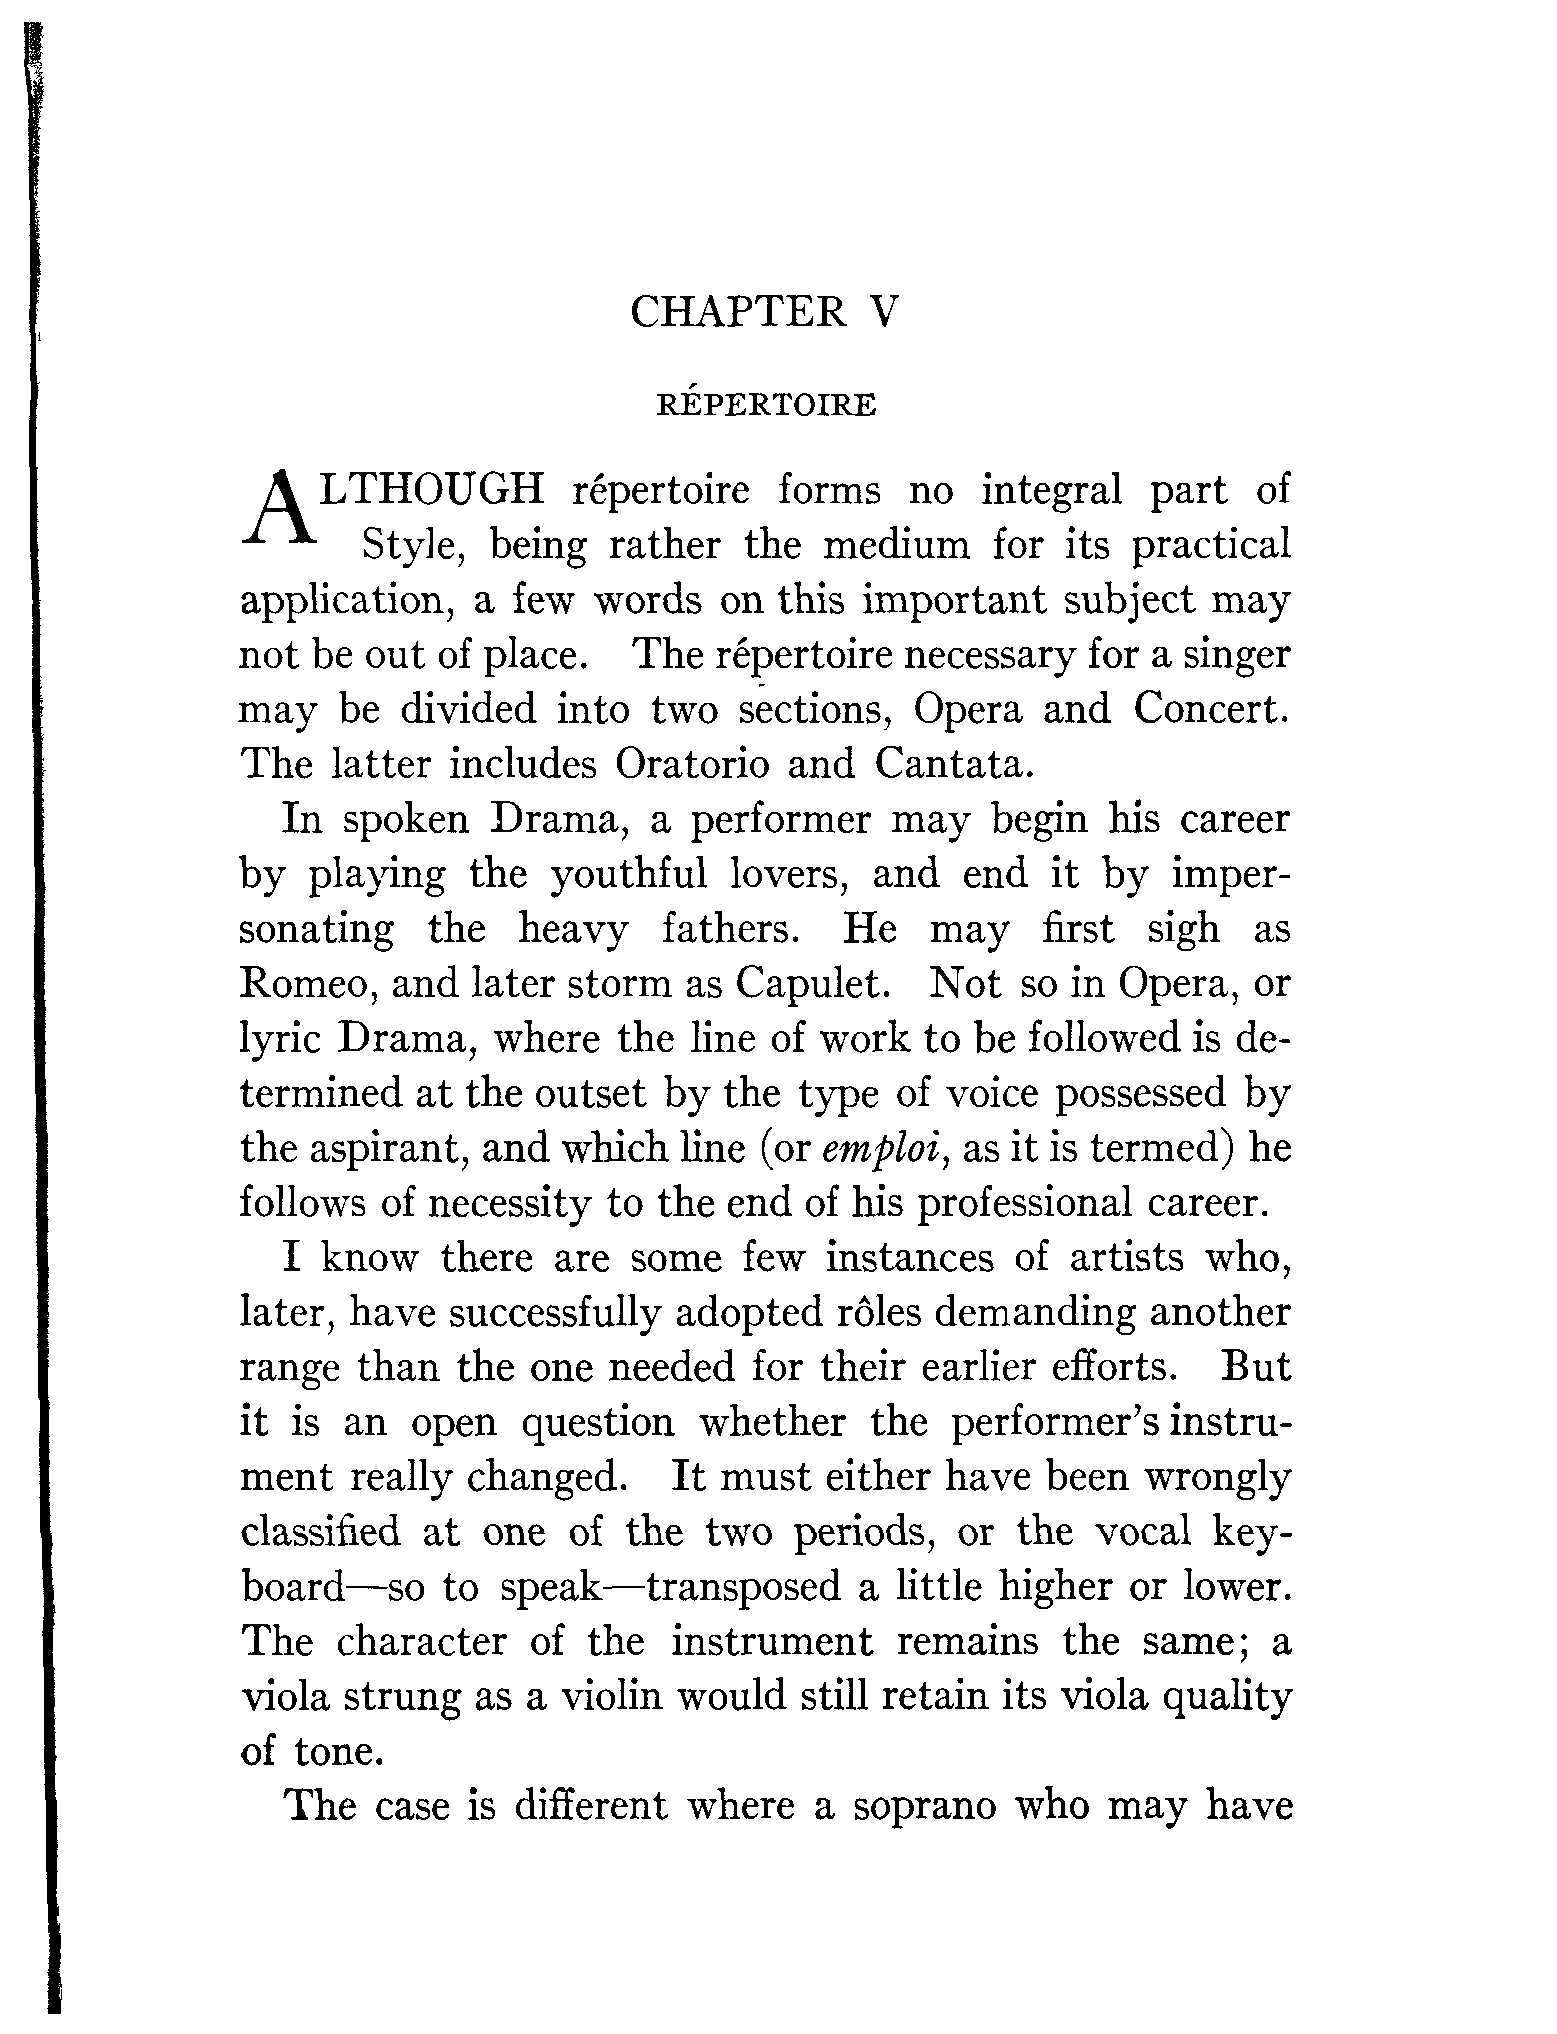 CHAPTER V
RÉPERTOIRE
ALTHOUGH répertoire forms no integral part of
Style, being rather the medium for its practical
application, a few words on this important subject may
not be out of place. The répertoire necessary for a singer
may be divided into two sections, Opera and Concert.
The latter includes Oratorio and Cantata.
In spoken Drama, a performer may begin his career
by playing the youthful lovers, and end it by imper-
sonating the heavy fathers. He may first sigh as
Romeo, and later storm as Capulet. Not so in Opera, or
lyric Drama, where the line of work to be followed is de-
termined at the outset by the type of voice possessed by
the aspirant, and which line (or emploi, as it is termed) he
follows of necessity to the end of his professional career.
I know there are some few instances of artists who,
later, have successfully adopted rôles demanding another
range than the one needed for their earlier efforts. But
it is an open question whether the performer's instru-
ment really changed. It must either have been wrongly
classified at one of the two periods, or the vocal key-
board—so to speak—transposed a little higher or lower.
The character of the instrument remains the same; a
viola strung as a violin would still retain its viola quality
of tone.
The case is different where a soprano who may have